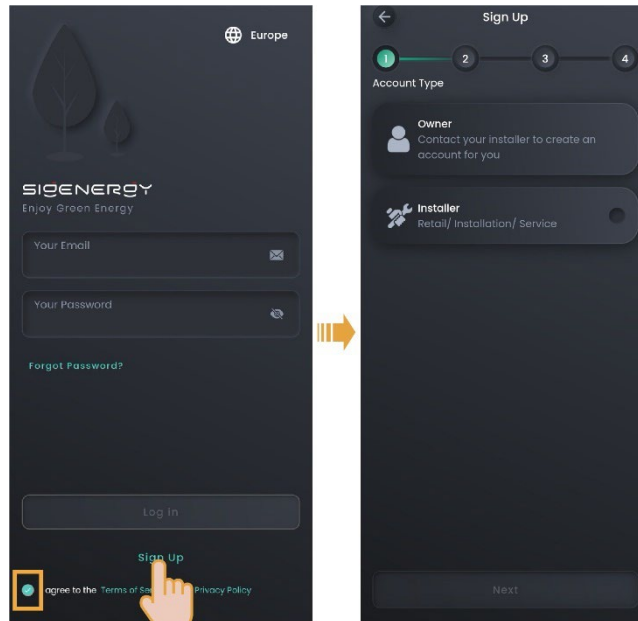 Europe
SIGENERGY
Enjoy Green Energy
Your Email
Your Password
Forgot Password?
Log In
Sign Up
agree to the Terms of Se Privacy Policy
Sign Up
1 2 3 4
Account Type
Owner
Contact your installer to create an
account for you
Installer
Retail/ Installation/ Service
Next